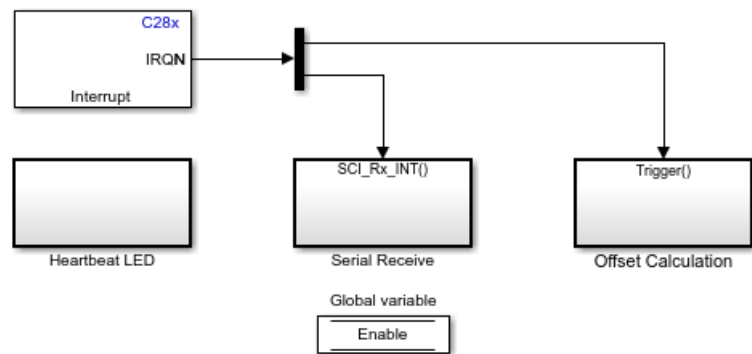 C28x
IRQN
Interrupt
SCI_Rx_INT()
Trigger()
Heartbeat LED
Serial Receive
Offset Calculation
Global variable
Enable